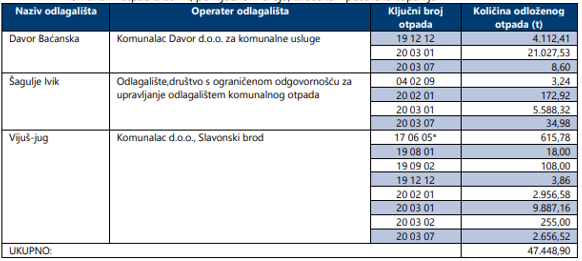 Naziv odlagališta Operater odlagališta Ključni broj otpada Količina odloženog otpada (t)
Davor Baćanska Komunalac Davor d.o.o. za komunalne usluge 19 12 12 4.112,41
20 03 01 21.027,53
20 03 07 8,60
Šagulje Ivik Odlagalište,društvo s ograničenom odgovornošću za 04 02 09 3,24
upravljanje odlagalištem komunalnog otpada 20 02 01 172,92
20 03 01 5.588,32
20 03 07 34,98
Vijuš-jug Komunalac d.o.o., Slavonski brod 17 06 05* 615,78
19 08 01 18,00
19 09 02 108,00
19 12 12 3,86
20 02 01 2.956,58
20 03 01 9.887,16
20 03 02 255,00
20 03 07 2.656,52
UKUPNO: 47.448,90